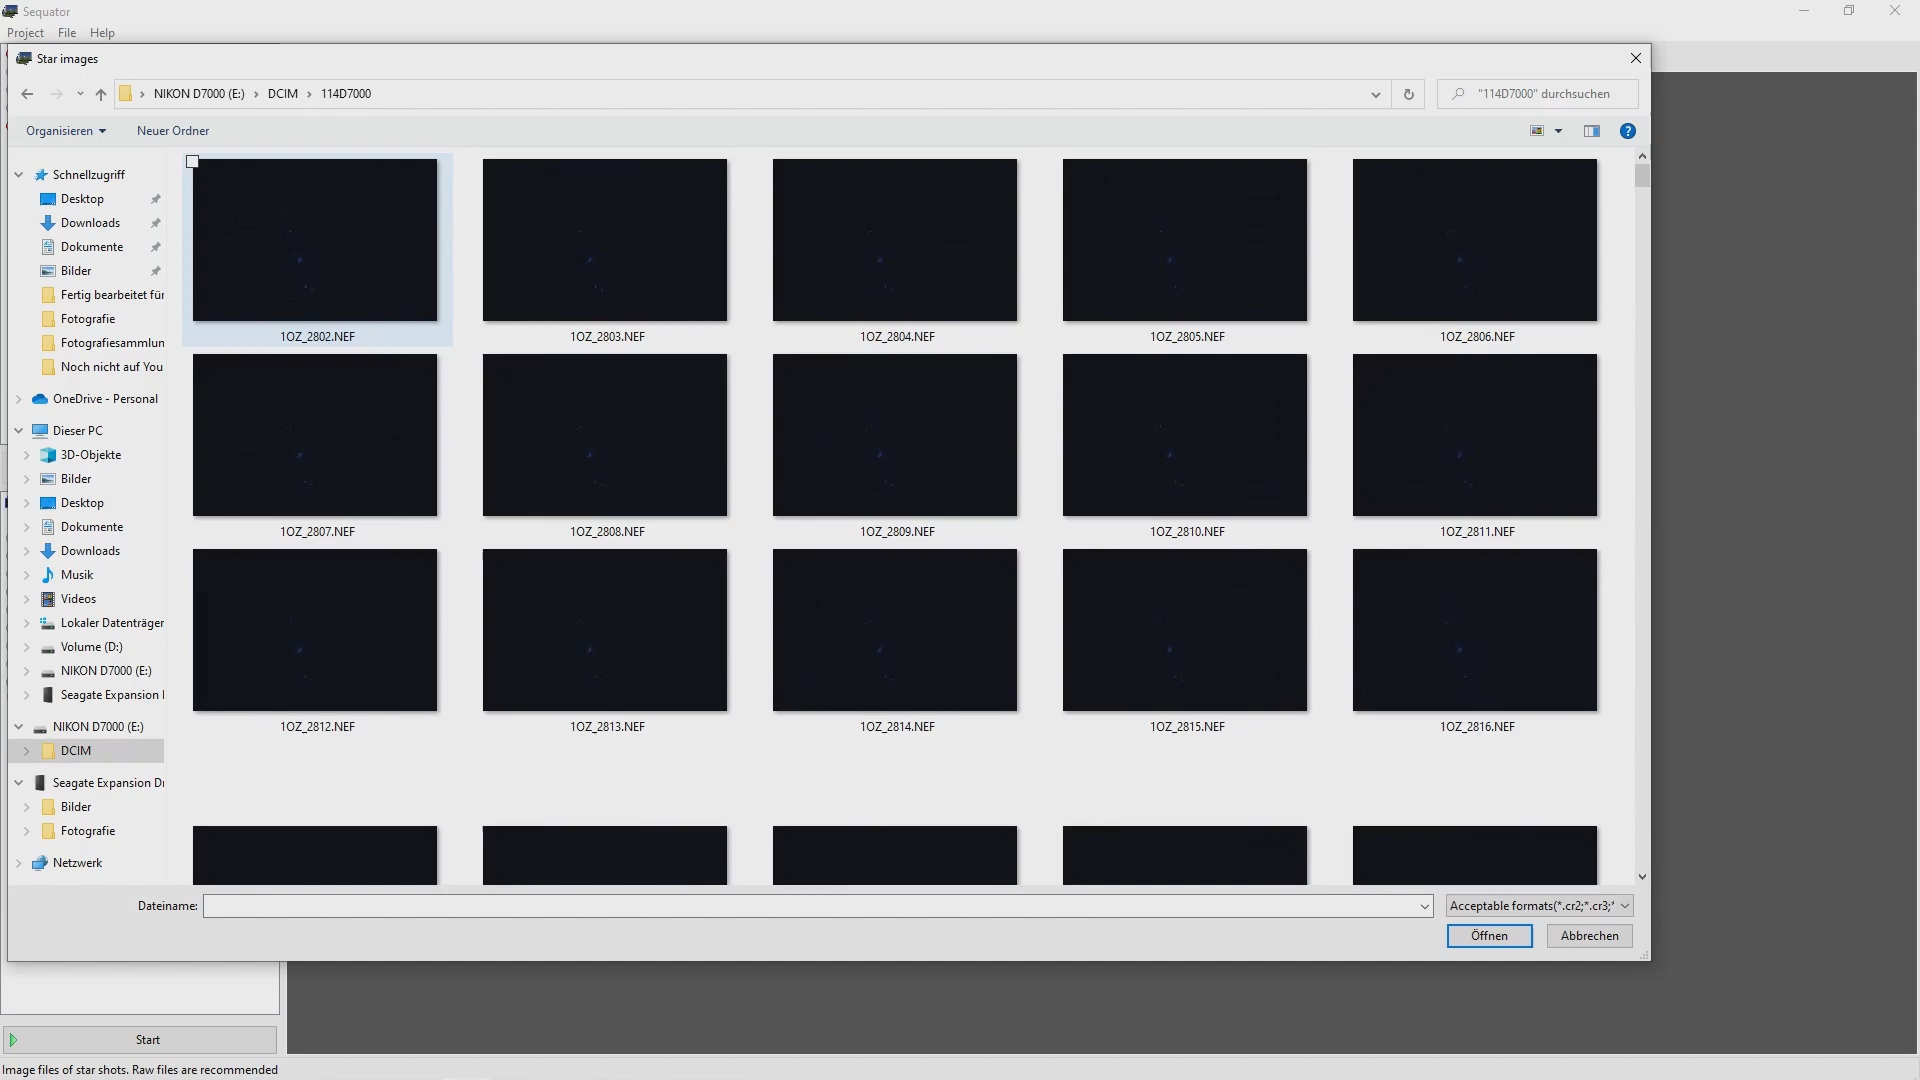 Sequator
Project File Help
Star images
NIKON D7000 (E:) DCIM 114D7000
"114D7000" durchsuchen
Organisieren Neuer Ordner
Schnellzugriff
Desktop
Downloads
Dokumente
Bilder
Fertig bearbeitet für
Fotografie
Fotografiesammlun
Noch nicht auf You
OneDrive - Personal
Dieser PC
3D-Objekte
Bilder
Desktop
Dokumente
Downloads
Musik
Videos
Lokaler Datenträger
Volume (D:)
NIKON D7000 (E:)
Seagate Expansion
NIKON D7000 (E:)
DCIM
Seagate Expansion Dr
Bilder
Fotografie
Netzwerk
1OZ_2802.NEF 1OZ_2803.NEF 1OZ_2804.NEF 1OZ_2805.NEF 1OZ_2806.NEF
1OZ_2807.NEF 1OZ_2808.NEF 1OZ_2809.NEF 1OZ_2810.NEF 1OZ_2811.NEF
1OZ_2812.NEF 1OZ_2813.NEF 1OZ_2814.NEF 1OZ_2815.NEF 1OZ_2816.NEF
Dateiname:
Acceptable formats(*.cr2;*.cr3;*
Öffnen Abbrechen
Start
Image files of star shots. Raw files are recommended